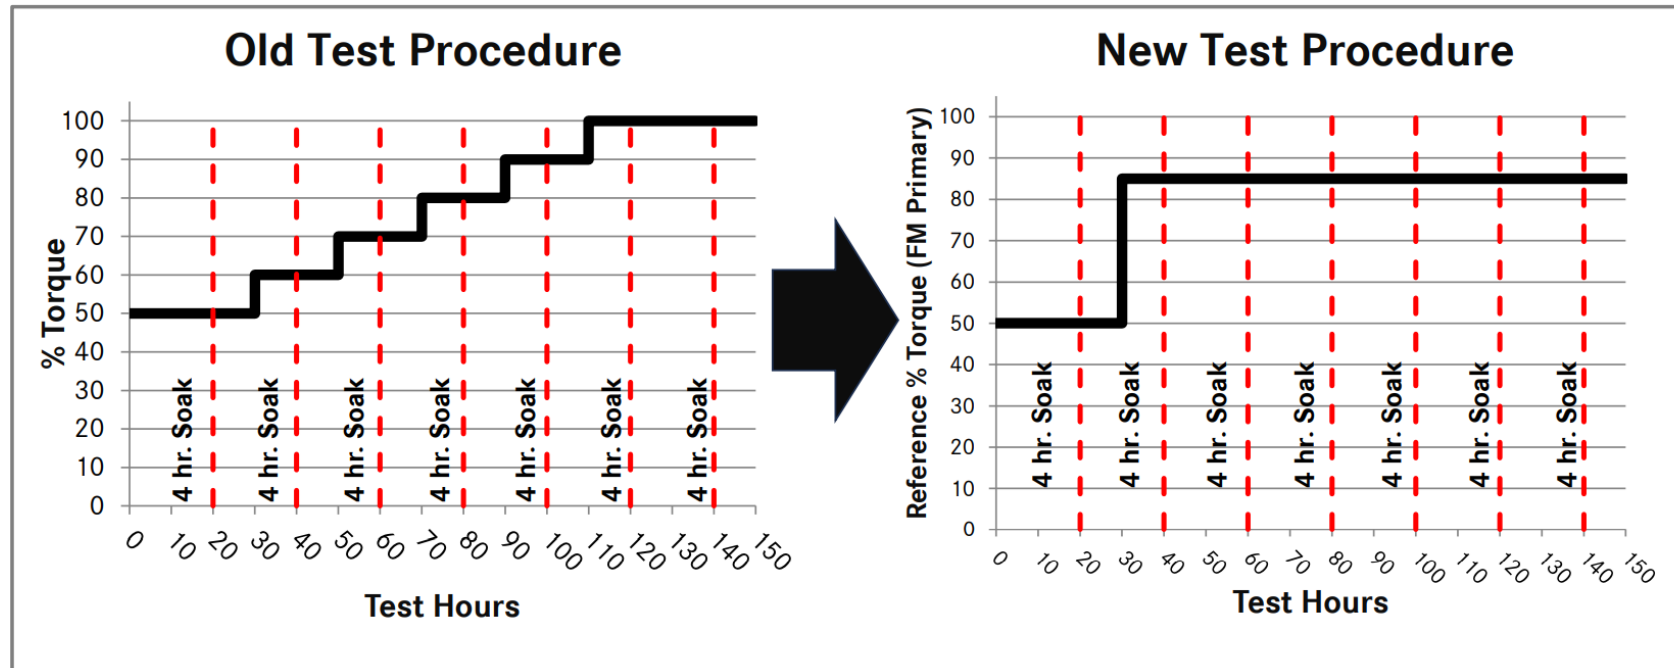 Old Test Procedure
% Torque
100
90
80
70
60
50
40
30
20
10
0
4 hr. Soak
4 hr. Soak
4 hr. Soak
4 hr. Soak
4 hr. Soak
4 hr. Soak
4 hr. Soak
0
10
20
30
40
50
60
70
80
90
100
110
120
130
140
150
Test Hours
New Test Procedure
Reference % Torque (FM Primary)
100
90
80
70
60
50
40
30
20
10
0
4 hr. Soak
4 hr. Soak
4 hr. Soak
4 hr. Soak
4 hr. Soak
4 hr. Soak
4 hr. Soak
0
10
20
30
40
50
60
70
80
90
100
110
120
130
140
150
Test Hours